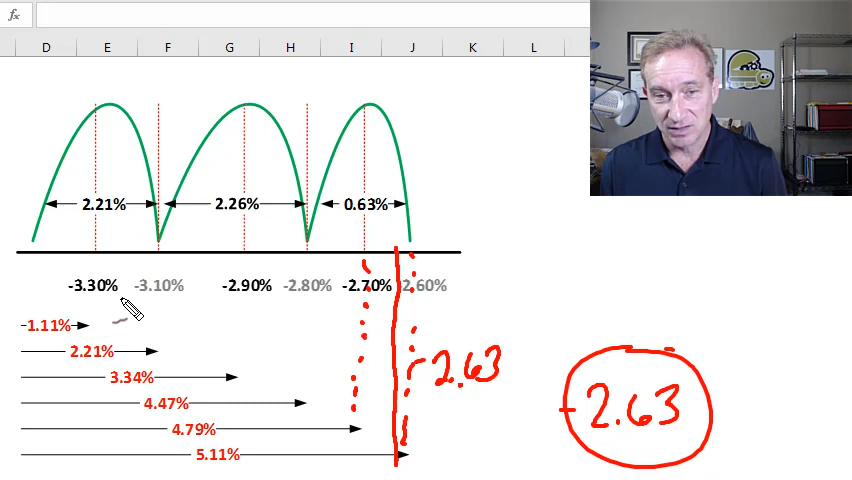 fx
D E F G H I J K L
2.21% 2.26% 0.63%
-3.30% -3.10% -2.90% -2.80% -2.70% 2.60%
1.11%
2.21%
3.34%
-2.63
4.47%
-2.63
4.79%
5.11%